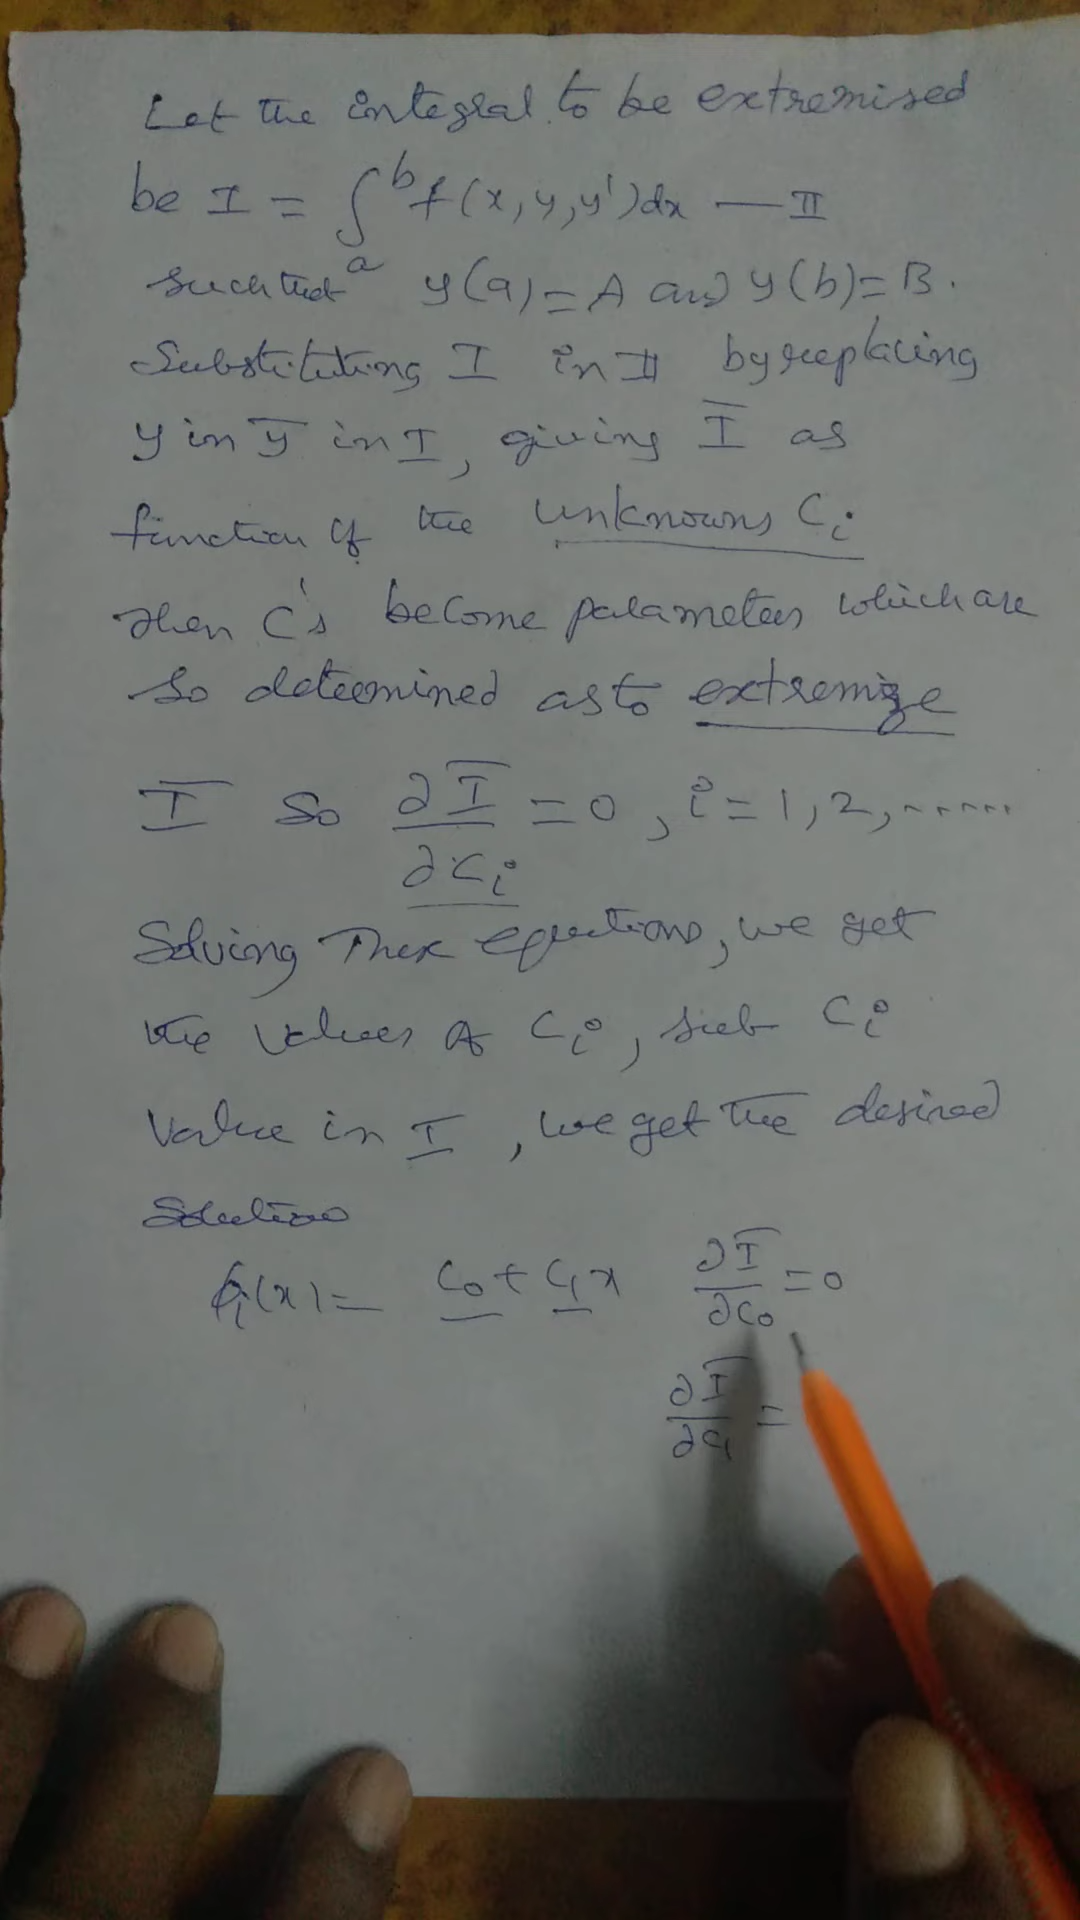 Let the integral to be extremised
be I = ∫ₐᵇ f(x, y, y')dx — II
such that y(a) = A and y(b) = B.
Substituting I in II by replacing
y in y̅ in I, giving I̅ as
function of the unknowns Cᵢ
then C's become parameters which are
so determined as to extremize
I̅ So ∂I̅/∂Cᵢ = 0, i = 1, 2, ......
Solving These equations, we get
the values of Cᵢ, sub Cᵢ
value in I, we get the desired
solution
(x) = C₀ + C₁x ∂I̅/∂C₀ = 0
∂I̅/∂C₁ =